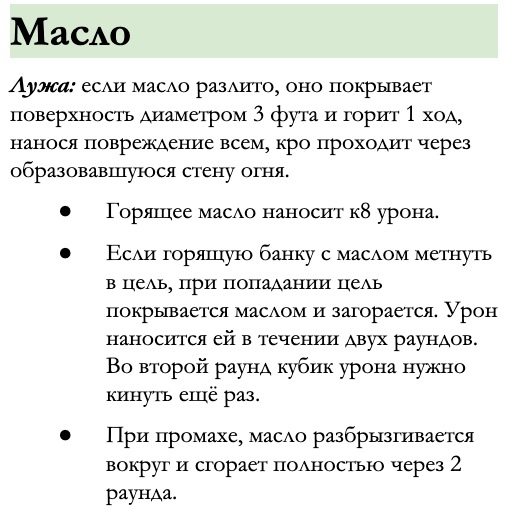 Масло
Лужа: если масло разлито, оно покрывает
поверхность диаметром 3 фута и горит 1 ход,
нанося повреждение всем, кро проходит через
образовавшуюся стену огня.
● Горящее масло наносит к8 урона.
● Если горящую банку с маслом метнуть
в цель, при попадании цель
покрывается маслом и загорается. Урон
наносится ей в течении двух раундов.
Во второй раунд кубик урона нужно
кинуть ещё раз.
● При промахе, масло разбрызгивается
вокруг и сгорает полностью через 2
раунда.